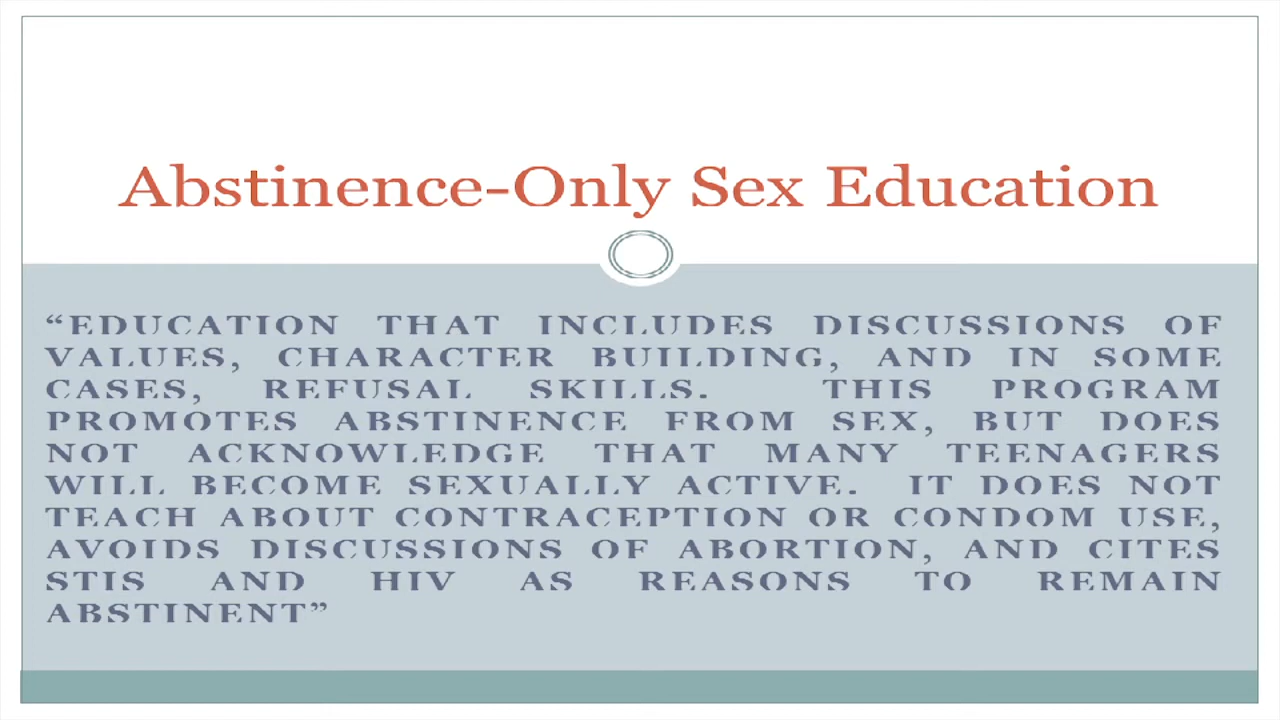 Abstinence-Only Sex Education
“EDUCATION THAT INCLUDES DISCUSSIONS OF
VALUES, CHARACTER BUILDING, AND IN SOME
CASES, REFUSAL SKILLS. THIS PROGRAM
PROMOTES ABSTINENCE FROM SEX, BUT DOES
NOT ACKNOWLEDGE THAT MANY TEENAGERS
WILL BECOME SEXUALLY ACTIVE. IT DOES NOT
TEACH ABOUT CONTRACEPTION OR CONDOM USE,
AVOIDS DISCUSSIONS OF ABORTION, AND CITES
STIS AND HIV AS REASONS TO REMAIN
ABSTINENT”